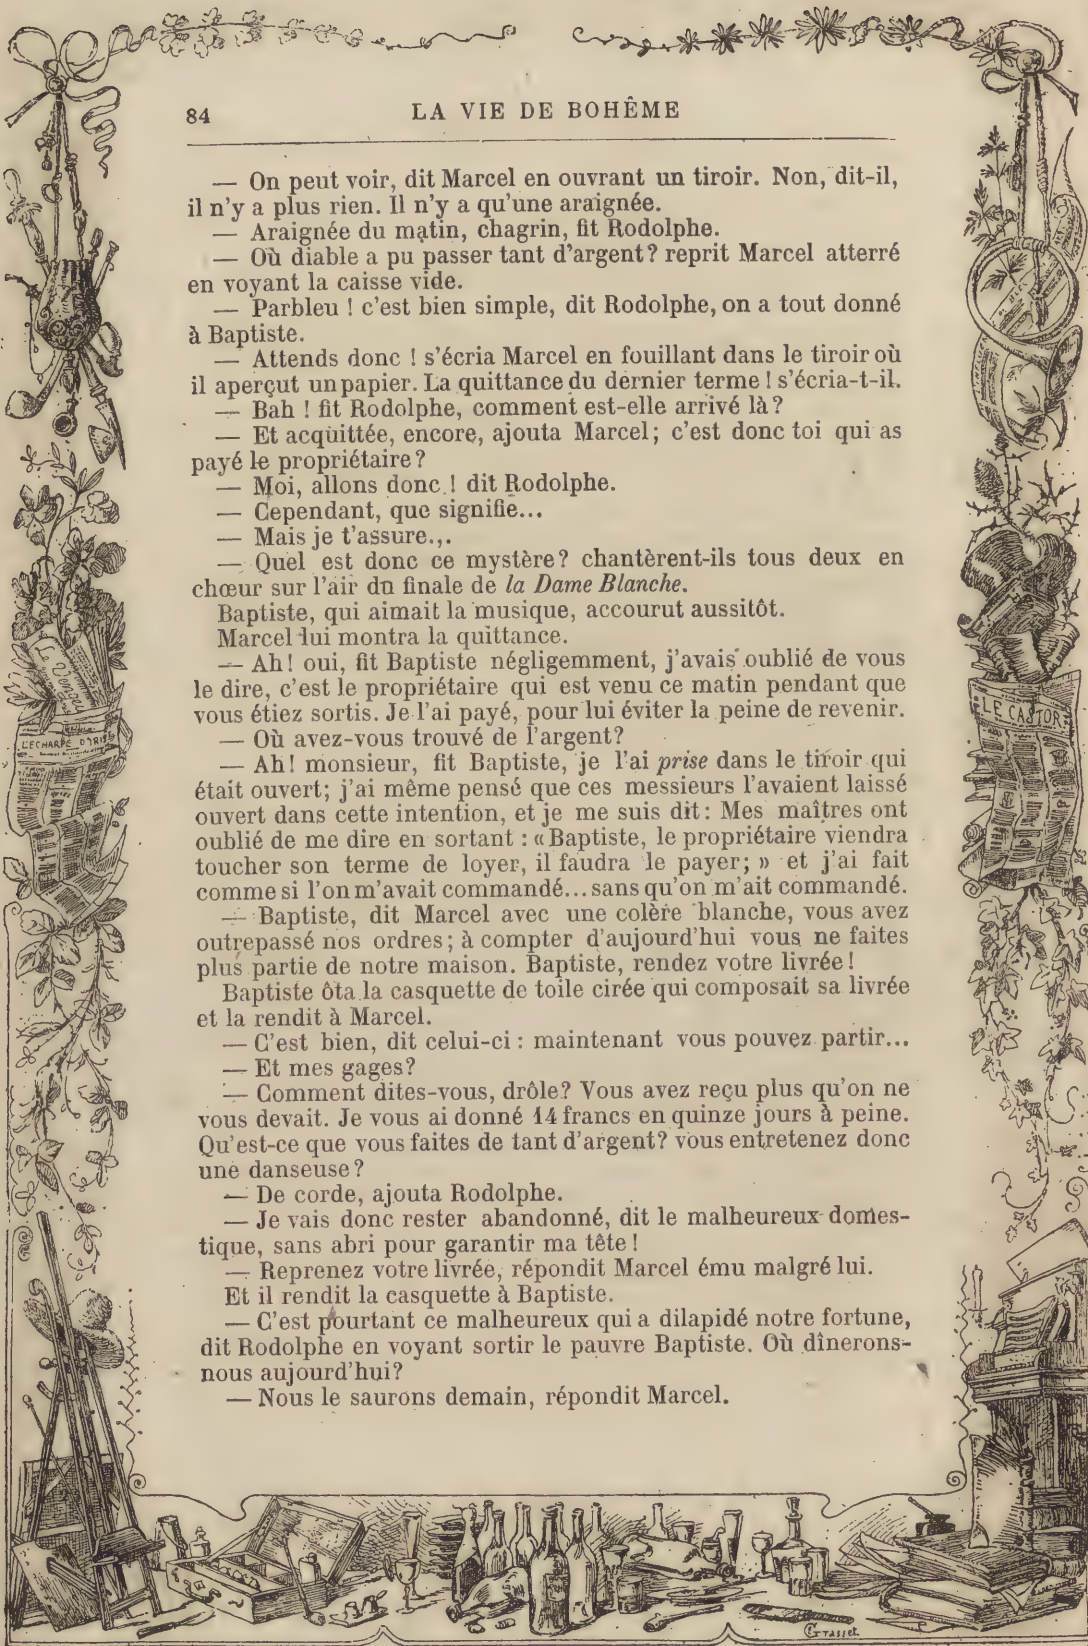 84 LA VIE DE BOHÊME
— On peut voir, dit Marcel en ouvrant un tiroir. Non, dit-il,
il n'y a plus rien. Il n'y a qu'une araignée.
— Araignée du matin, chagrin, fit Rodolphe.
— Où diable a pu passer tant d'argent? reprit Marcel atterré
en voyant la caisse vide.
— Parbleu ! c'est bien simple, dit Rodolphe, on a tout donné
à Baptiste.
— Attends donc ! s'écria Marcel en fouillant dans le tiroir où
il aperçut un papier. La quittance du dernier terme ! s'écria-t-il.
— Bah ! fit Rodolphe, comment est-elle arrivé là?
— Et acquittée, encore, ajouta Marcel; c'est donc toi qui as
payé le propriétaire?
— Moi, allons donc ! dit Rodolphe.
— Cependant, que signifie...
— Mais je t'assure...
— Quel est donc ce mystère? chantèrent-ils tous deux en
chœur sur l'air du finale de la Dame Blanche.
Baptiste, qui aimait la musique, accourut aussitôt.
Marcel lui montra la quittance.
— Ah! oui, fit Baptiste négligemment, j'avais oublié de vous
le dire, c'est le propriétaire qui est venu ce matin pendant que
vous étiez sortis. Je l'ai payé, pour lui éviter la peine de revenir.
— Où avez-vous trouvé de l'argent?
— Ah! monsieur, fit Baptiste, je l'ai prise dans le tiroir qui
était ouvert; j'ai même pensé que ces messieurs l'avaient laissé
ouvert dans cette intention, et je me suis dit: Mes maîtres ont
oublié de me dire en sortant : «Baptiste, le propriétaire viendra
toucher son terme de loyer, il faudra le payer; » et j'ai fait
comme si l'on m'avait commandé... sans qu'on m'ait commandé.
— Baptiste, dit Marcel avec une colère blanche, vous avez
outrepassé nos ordres; à compter d'aujourd'hui vous ne faites
plus partie de notre maison. Baptiste, rendez votre livrée!
Baptiste ôta la casquette de toile cirée qui composait sa livrée
et la rendit à Marcel.
— C'est bien, dit celui-ci : maintenant vous pouvez partir...
— Et mes gages?
— Comment dites-vous, drôle? Vous avez reçu plus qu'on ne
vous devait. Je vous ai donné 14 francs en quinze jours à peine.
Qu'est-ce que vous faites de tant d'argent? vous entretenez donc
une danseuse?
— De corde, ajouta Rodolphe.
— Je vais donc rester abandonné, dit le malheureux domes-
tique, sans abri pour garantir ma tête!
— Reprenez votre livrée, répondit Marcel ému malgré lui.
Et il rendit la casquette à Baptiste.
— C'est pourtant ce malheureux qui a dilapidé notre fortune,
dit Rodolphe en voyant sortir le pauvre Baptiste. Où dînerons-
nous aujourd'hui?
— Nous le saurons demain, répondit Marcel.
Le Vengeur
L'ECHARPE D'IRIS
LE CASTOR
Grasset